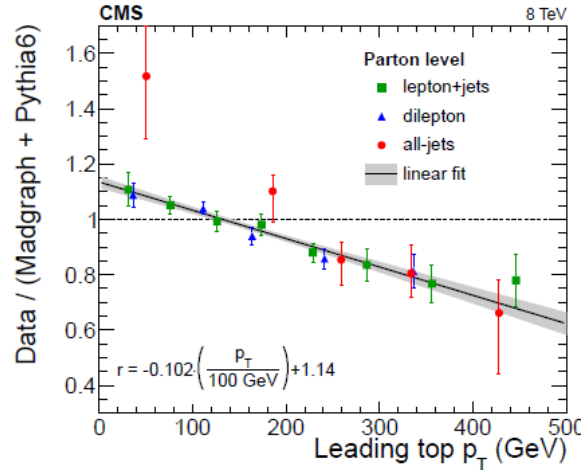 CMS
8 TeV
Data / (Madgraph + Pythia6)
1.6
1.4
1.2
1
0.8
0.6
0.4
Parton level
lepton+jets
dilepton
all-jets
linear fit
r = -0.102·(p_T / 100 GeV)+1.14
0 100 200 300 400 500
Leading top p_T (GeV)